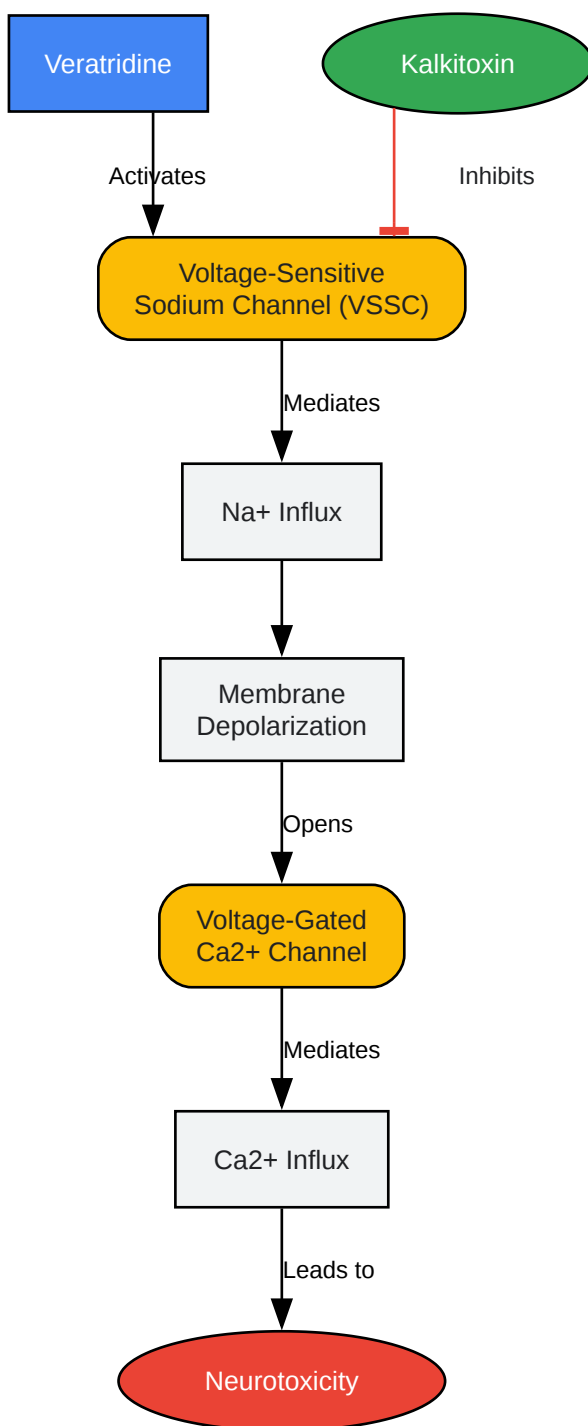 Veratridine
Kalkitoxin
Activates
Inhibits
Voltage-Sensitive
Sodium Channel (VSSC)
Mediates
Na+ Influx
Membrane
Depolarization
Opens
Voltage-Gated
Ca2+ Channel
Mediates
Ca2+ Influx
Leads to
Neurotoxicity